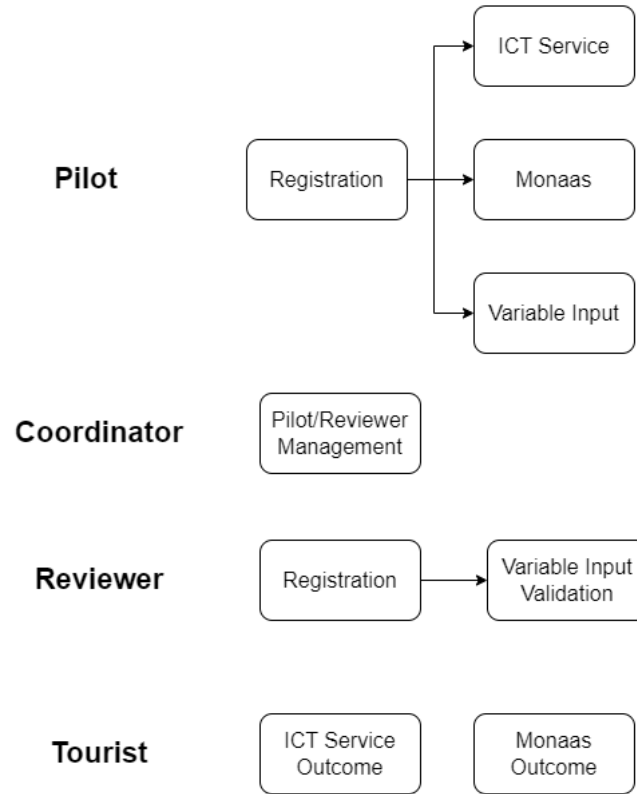 ICT Service
Pilot
Registration
Monaas
Variable Input
Coordinator
Pilot/Reviewer
Management
Reviewer
Registration
Variable Input
Validation
Tourist
ICT Service
Outcome
Monaas
Outcome